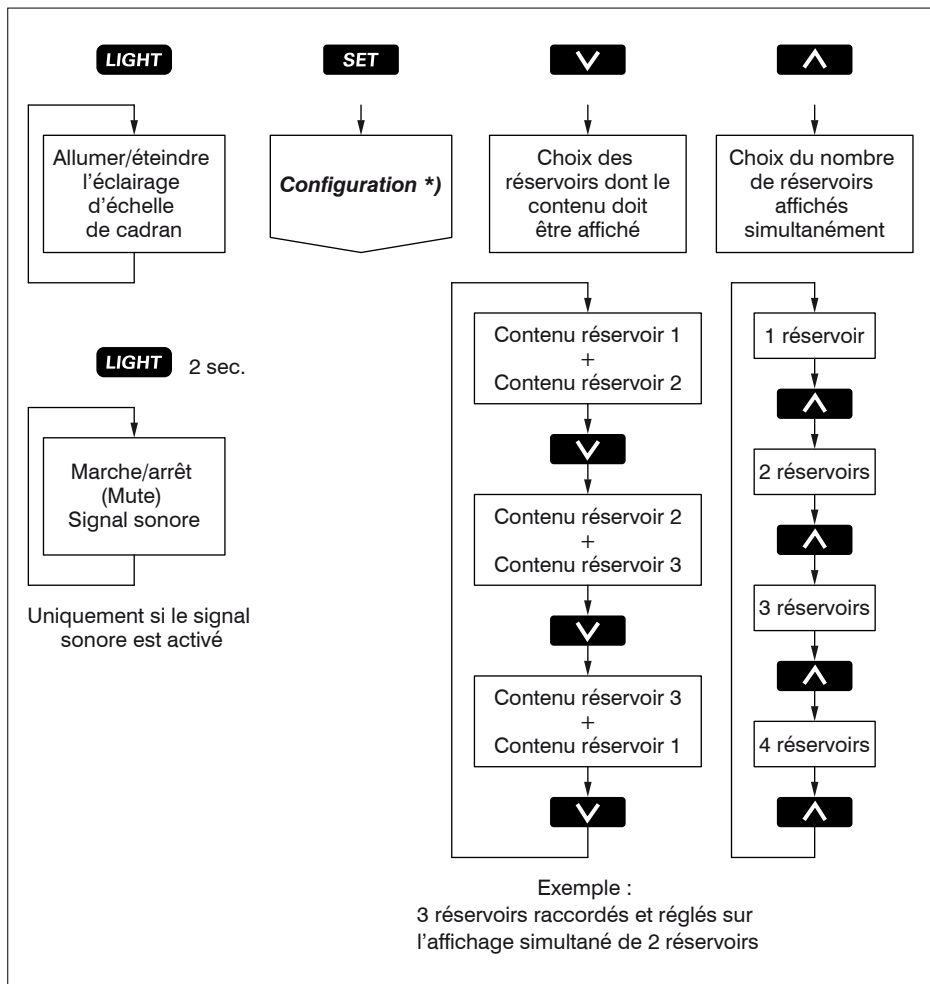 LIGHT
Allumer/éteindre
l'éclairage
d'échelle
de cadran
LIGHT 2 sec.
Marche/arrêt
(Mute)
Signal sonore
Uniquement si le signal
sonore est activé
SET
Configuration *)
Choix des
réservoirs dont le
contenu doit
être affiché
Contenu réservoir 1
+
Contenu réservoir 2
Contenu réservoir 2
+
Contenu réservoir 3
Contenu réservoir 3
+
Contenu réservoir 1
Exemple :
3 réservoirs raccordés et réglés sur
l'affichage simultané de 2 réservoirs
Choix du nombre
de réservoirs
affichés
simultanément
1 réservoir
2 réservoirs
3 réservoirs
4 réservoirs